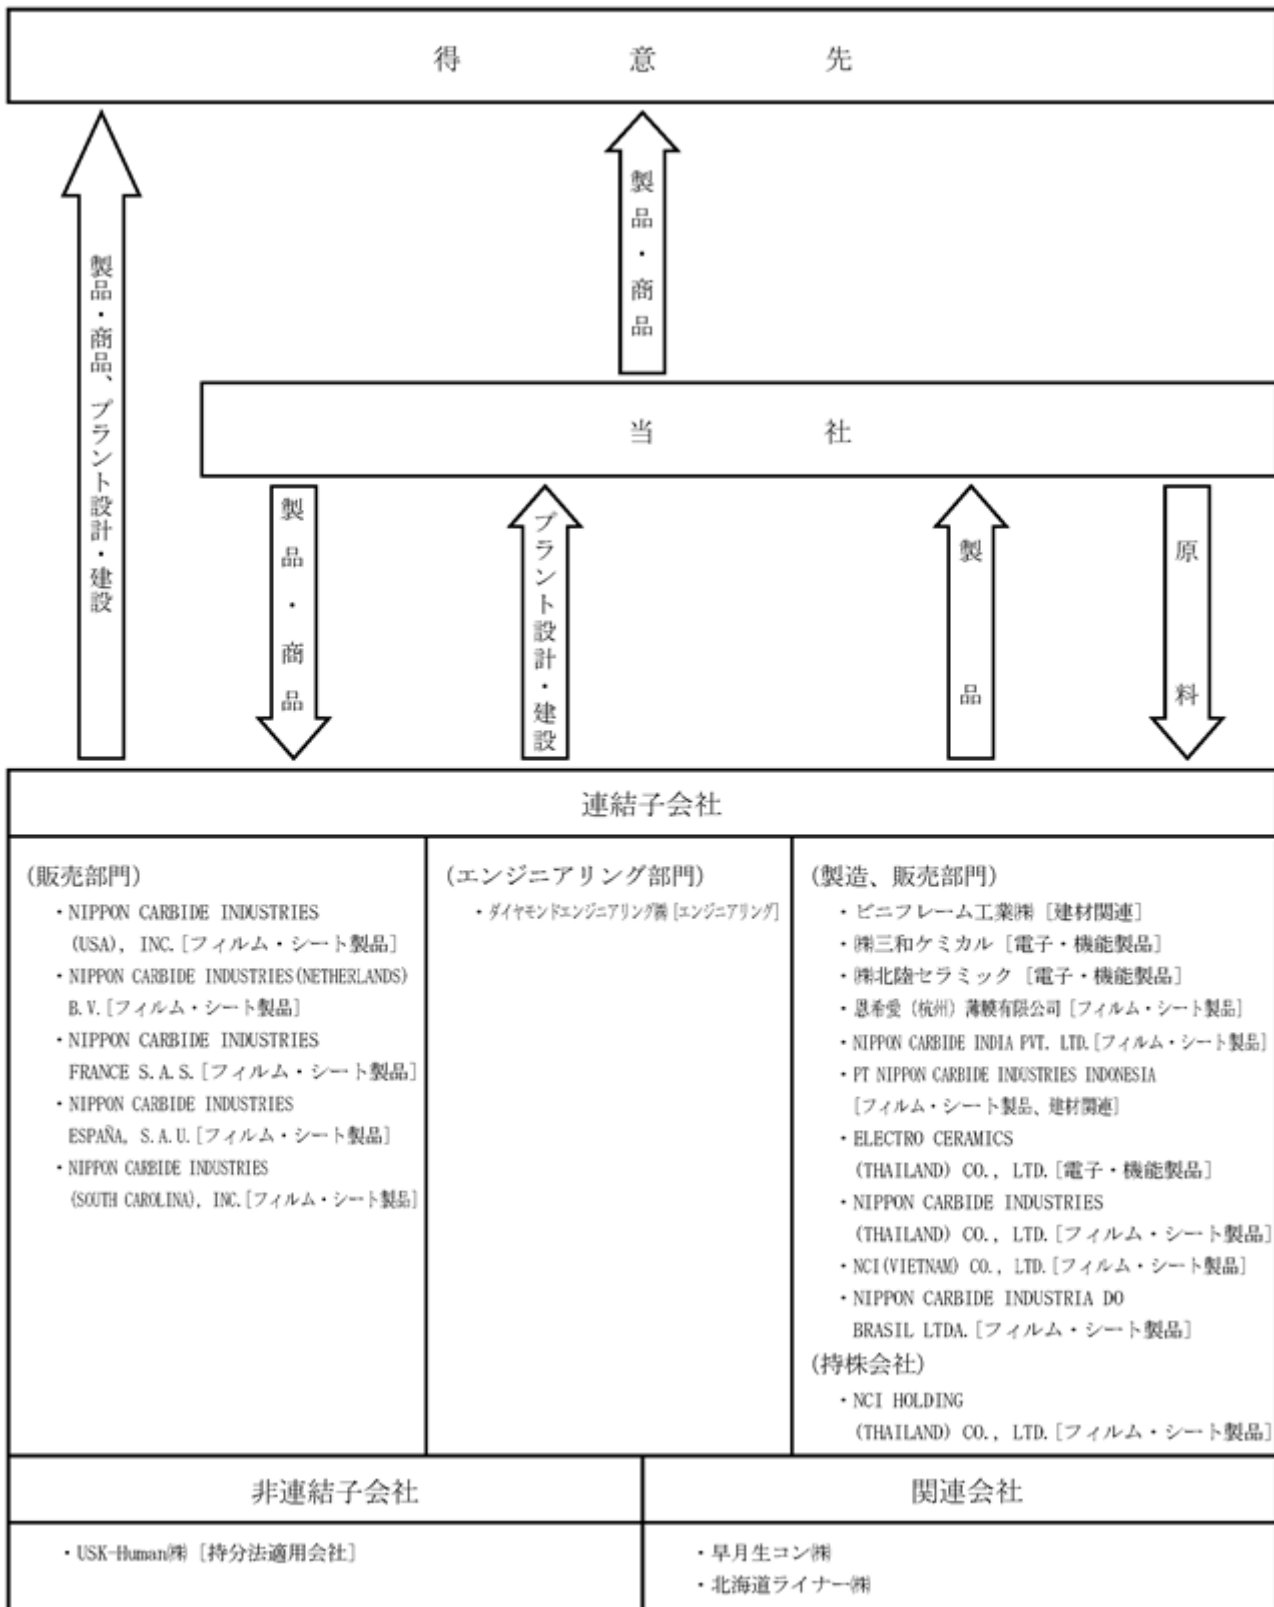 得意先
製品・商品
製品・商品、プラント設計・建設
当社
製品・商品
プラント設計・建設
製品
原料
連結子会社
(販売部門)
・NIPPON CARBIDE INDUSTRIES
(USA), INC.[フィルム・シート製品]
・NIPPON CARBIDE INDUSTRIES(NETHERLANDS)
B.V.[フィルム・シート製品]
・NIPPON CARBIDE INDUSTRIES
FRANCE S.A.S.[フィルム・シート製品]
・NIPPON CARBIDE INDUSTRIES
ESPAÑA, S.A.U.[フィルム・シート製品]
・NIPPON CARBIDE INDUSTRIES
(SOUTH CAROLINA), INC.[フィルム・シート製品]
(エンジニアリング部門)
・ダイヤモンドエンジニアリング㈱[エンジニアリング]
(製造、販売部門)
・ビニフレーム工業㈱［建材関連］
・㈱三和ケミカル［電子・機能製品］
・㈱北陸セラミック［電子・機能製品］
・恩希愛（杭州）薄膜有限公司[フィルム・シート製品]
・NIPPON CARBIDE INDIA PVT. LTD.[フィルム・シート製品]
・PT NIPPON CARBIDE INDUSTRIES INDONESIA
[フィルム・シート製品、建材関連]
・ELECTRO CERAMICS
(THAILAND) CO., LTD.[電子・機能製品]
・NIPPON CARBIDE INDUSTRIES
(THAILAND) CO., LTD.[フィルム・シート製品]
・NCI(VIETNAM) CO., LTD.[フィルム・シート製品]
・NIPPON CARBIDE INDUSTRIA DO
BRASIL LTDA.[フィルム・シート製品]
(持株会社)
・NCI HOLDING
(THAILAND) CO., LTD.[フィルム・シート製品]
非連結子会社
・USK-Human㈱［持分法適用会社］
関連会社
・早月生コン㈱
・北海道ライナー㈱